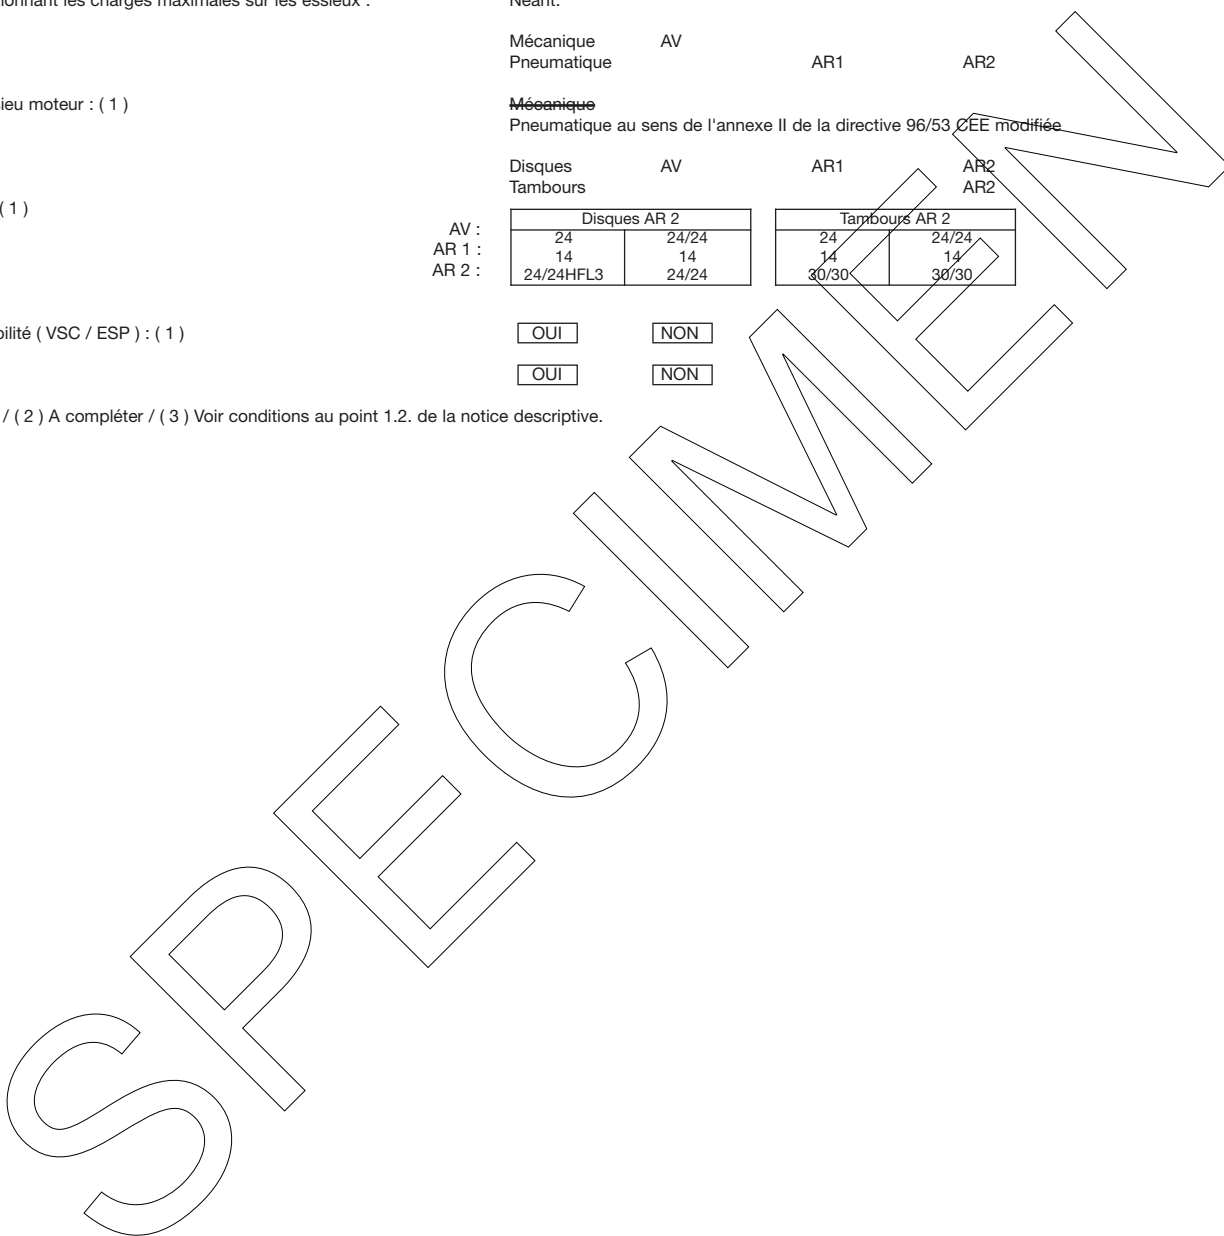 ionnant les charges maximales sur les essieux : Néant.
Mécanique AV
Pneumatique AR1 AR2
sieu moteur : ( 1 ) Mécanique
Pneumatique au sens de l'annexe II de la directive 96/53 CEE modifiée
Disques AV AR1 AR2
Tambours AR2
( 1 )
Disques AR 2 Tambours AR 2
AV : 24 24/24 24 24/24
AR 1 : 14 14 14 14
AR 2 : 24/24HFL3 24/24 30/30 30/30
bilité ( VSC / ESP ) : ( 1 ) OUI NON
OUI NON
/ ( 2 ) A compléter / ( 3 ) Voir conditions au point 1.2. de la notice descriptive.
SPECIMEN